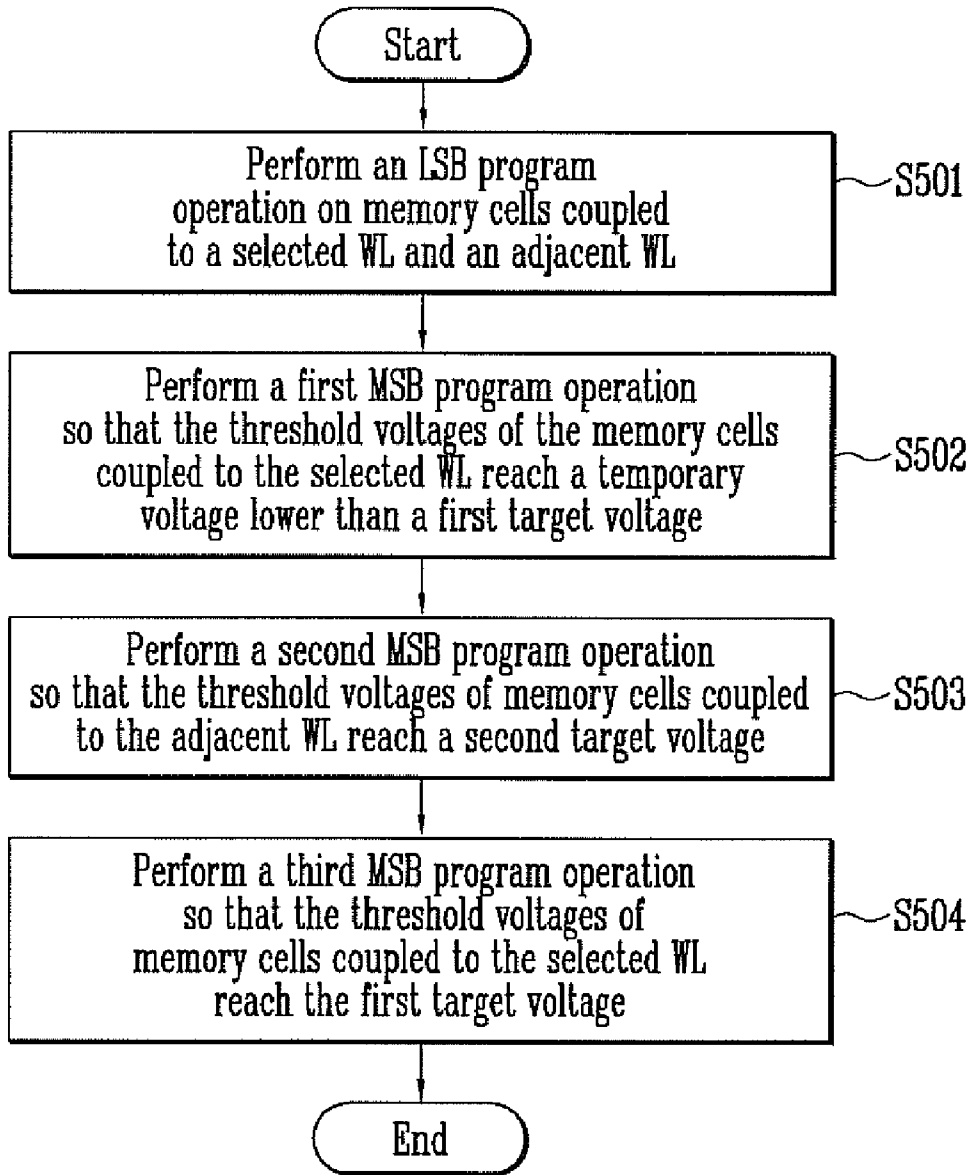 Start
Perform an LSB program
operation on memory cells coupled
to a selected WL and an adjacent WL
S501
Perform a first MSB program operation
so that the threshold voltages of the memory cells
coupled to the selected WL reach a temporary
voltage lower than a first target voltage
S502
Perform a second MSB program operation
so that the threshold voltages of memory cells coupled
to the adjacent WL reach a second target voltage
S503
Perform a third MSB program operation
so that the threshold voltages of
memory cells coupled to the selected WL
reach the first target voltage
S504
End